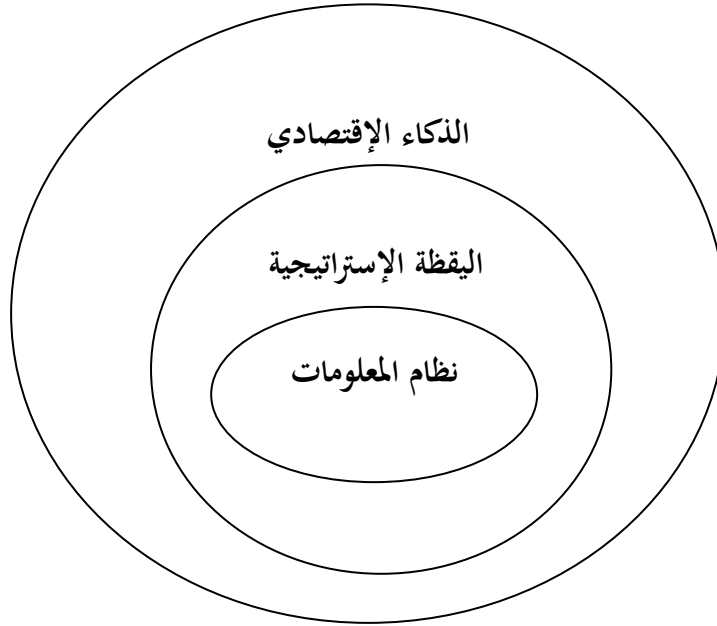 الذكاء الإقتصادي
اليقظة الإستراتيجية
نظام المعلومات